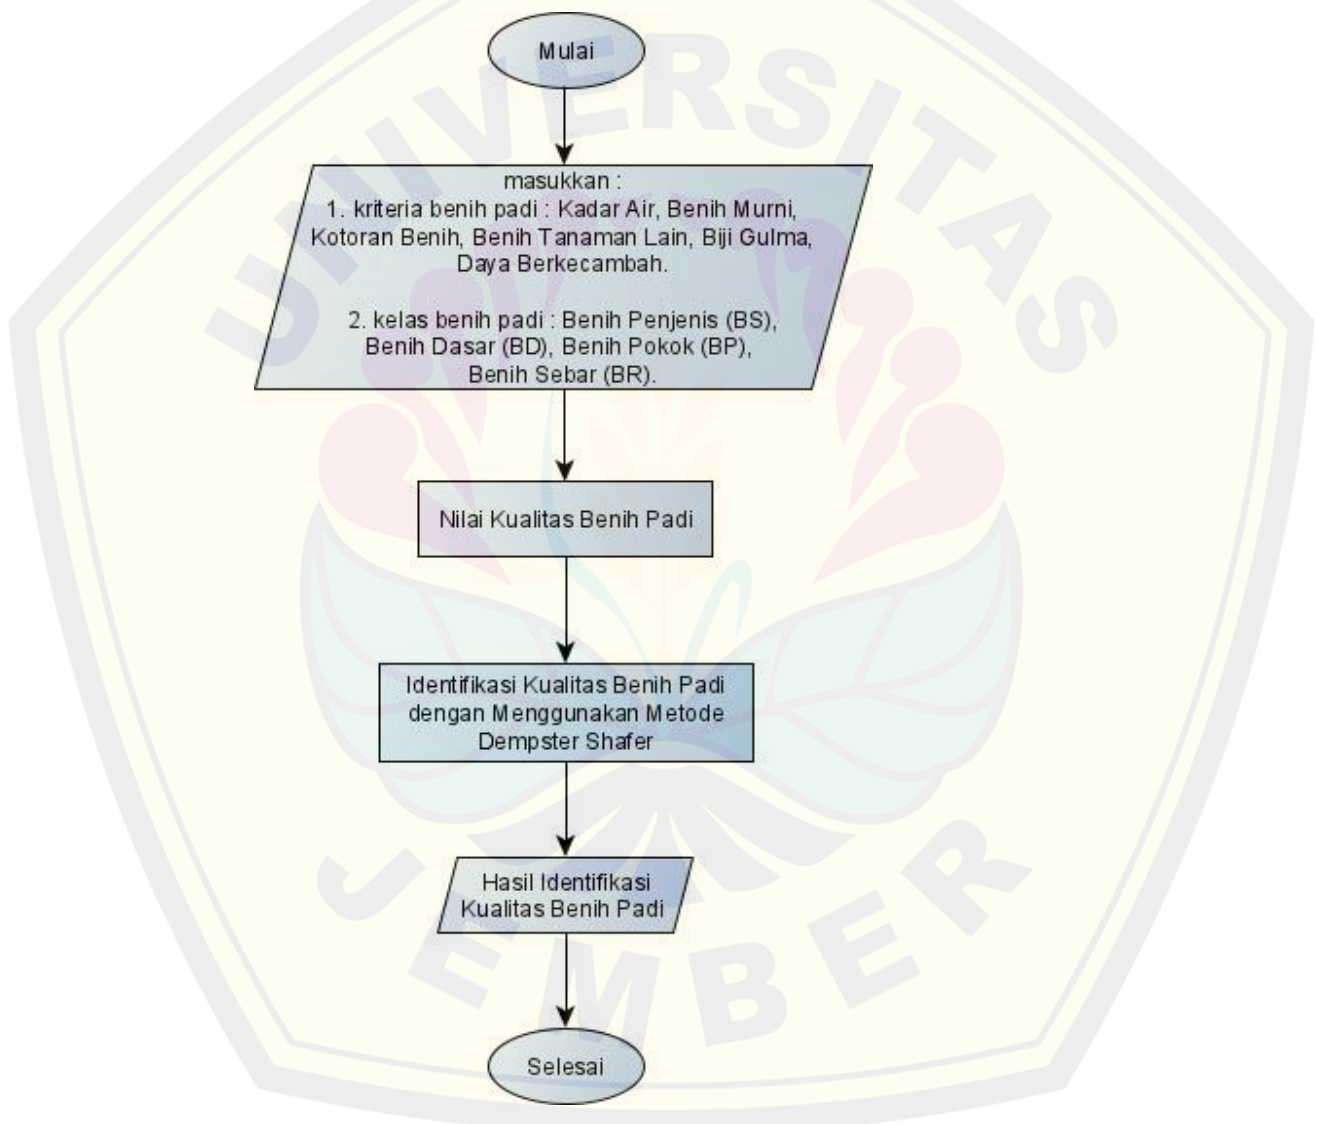 UNIVERSITAS
Mulai
masukkan :
1. kriteria benih padi : Kadar Air, Benih Murni,
Kotoran Benih, Benih Tanaman Lain, Biji Gulma,
Daya Berkecambah.
2. kelas benih padi : Benih Penjenis (BS),
Benih Dasar (BD), Benih Pokok (BP),
Benih Sebar (BR).
Nilai Kualitas Benih Padi
Identifikasi Kualitas Benih Padi
dengan Menggunakan Metode
Dempster Shafer
Hasil Identifikasi
Kualitas Benih Padi
Selesai
JEMBER